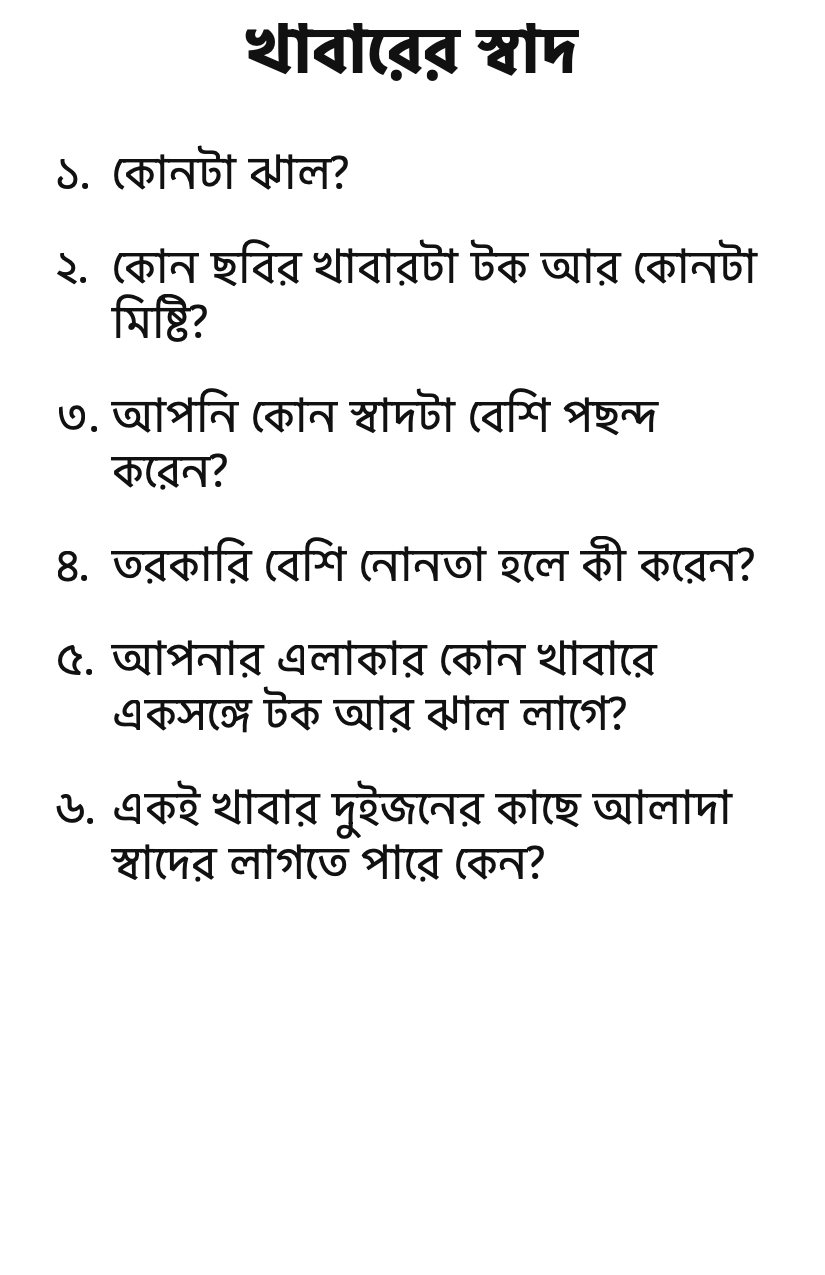 খাবারের স্বাদ
১. কোনটা ঝাল?
২. কোন ছবির খাবারটা টক আর কোনটা
মিষ্টি?
৩. আপনি কোন স্বাদটা বেশি পছন্দ
করেন?
৪. তরকারি বেশি নোনতা হলে কী করেন?
৫. আপনার এলাকার কোন খাবারে
একসঙ্গে টক আর ঝাল লাগে?
৬. একই খাবার দুইজনের কাছে আলাদা
স্বাদের লাগতে পারে কেন?